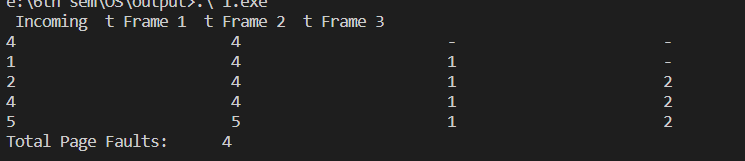 e:\6th sem\OS\output>.\ 1.exe
Incoming t Frame 1 t Frame 2 t Frame 3
4 4 - -
1 4 1 -
2 4 1 2
4 4 1 2
5 5 1 2
Total Page Faults: 4